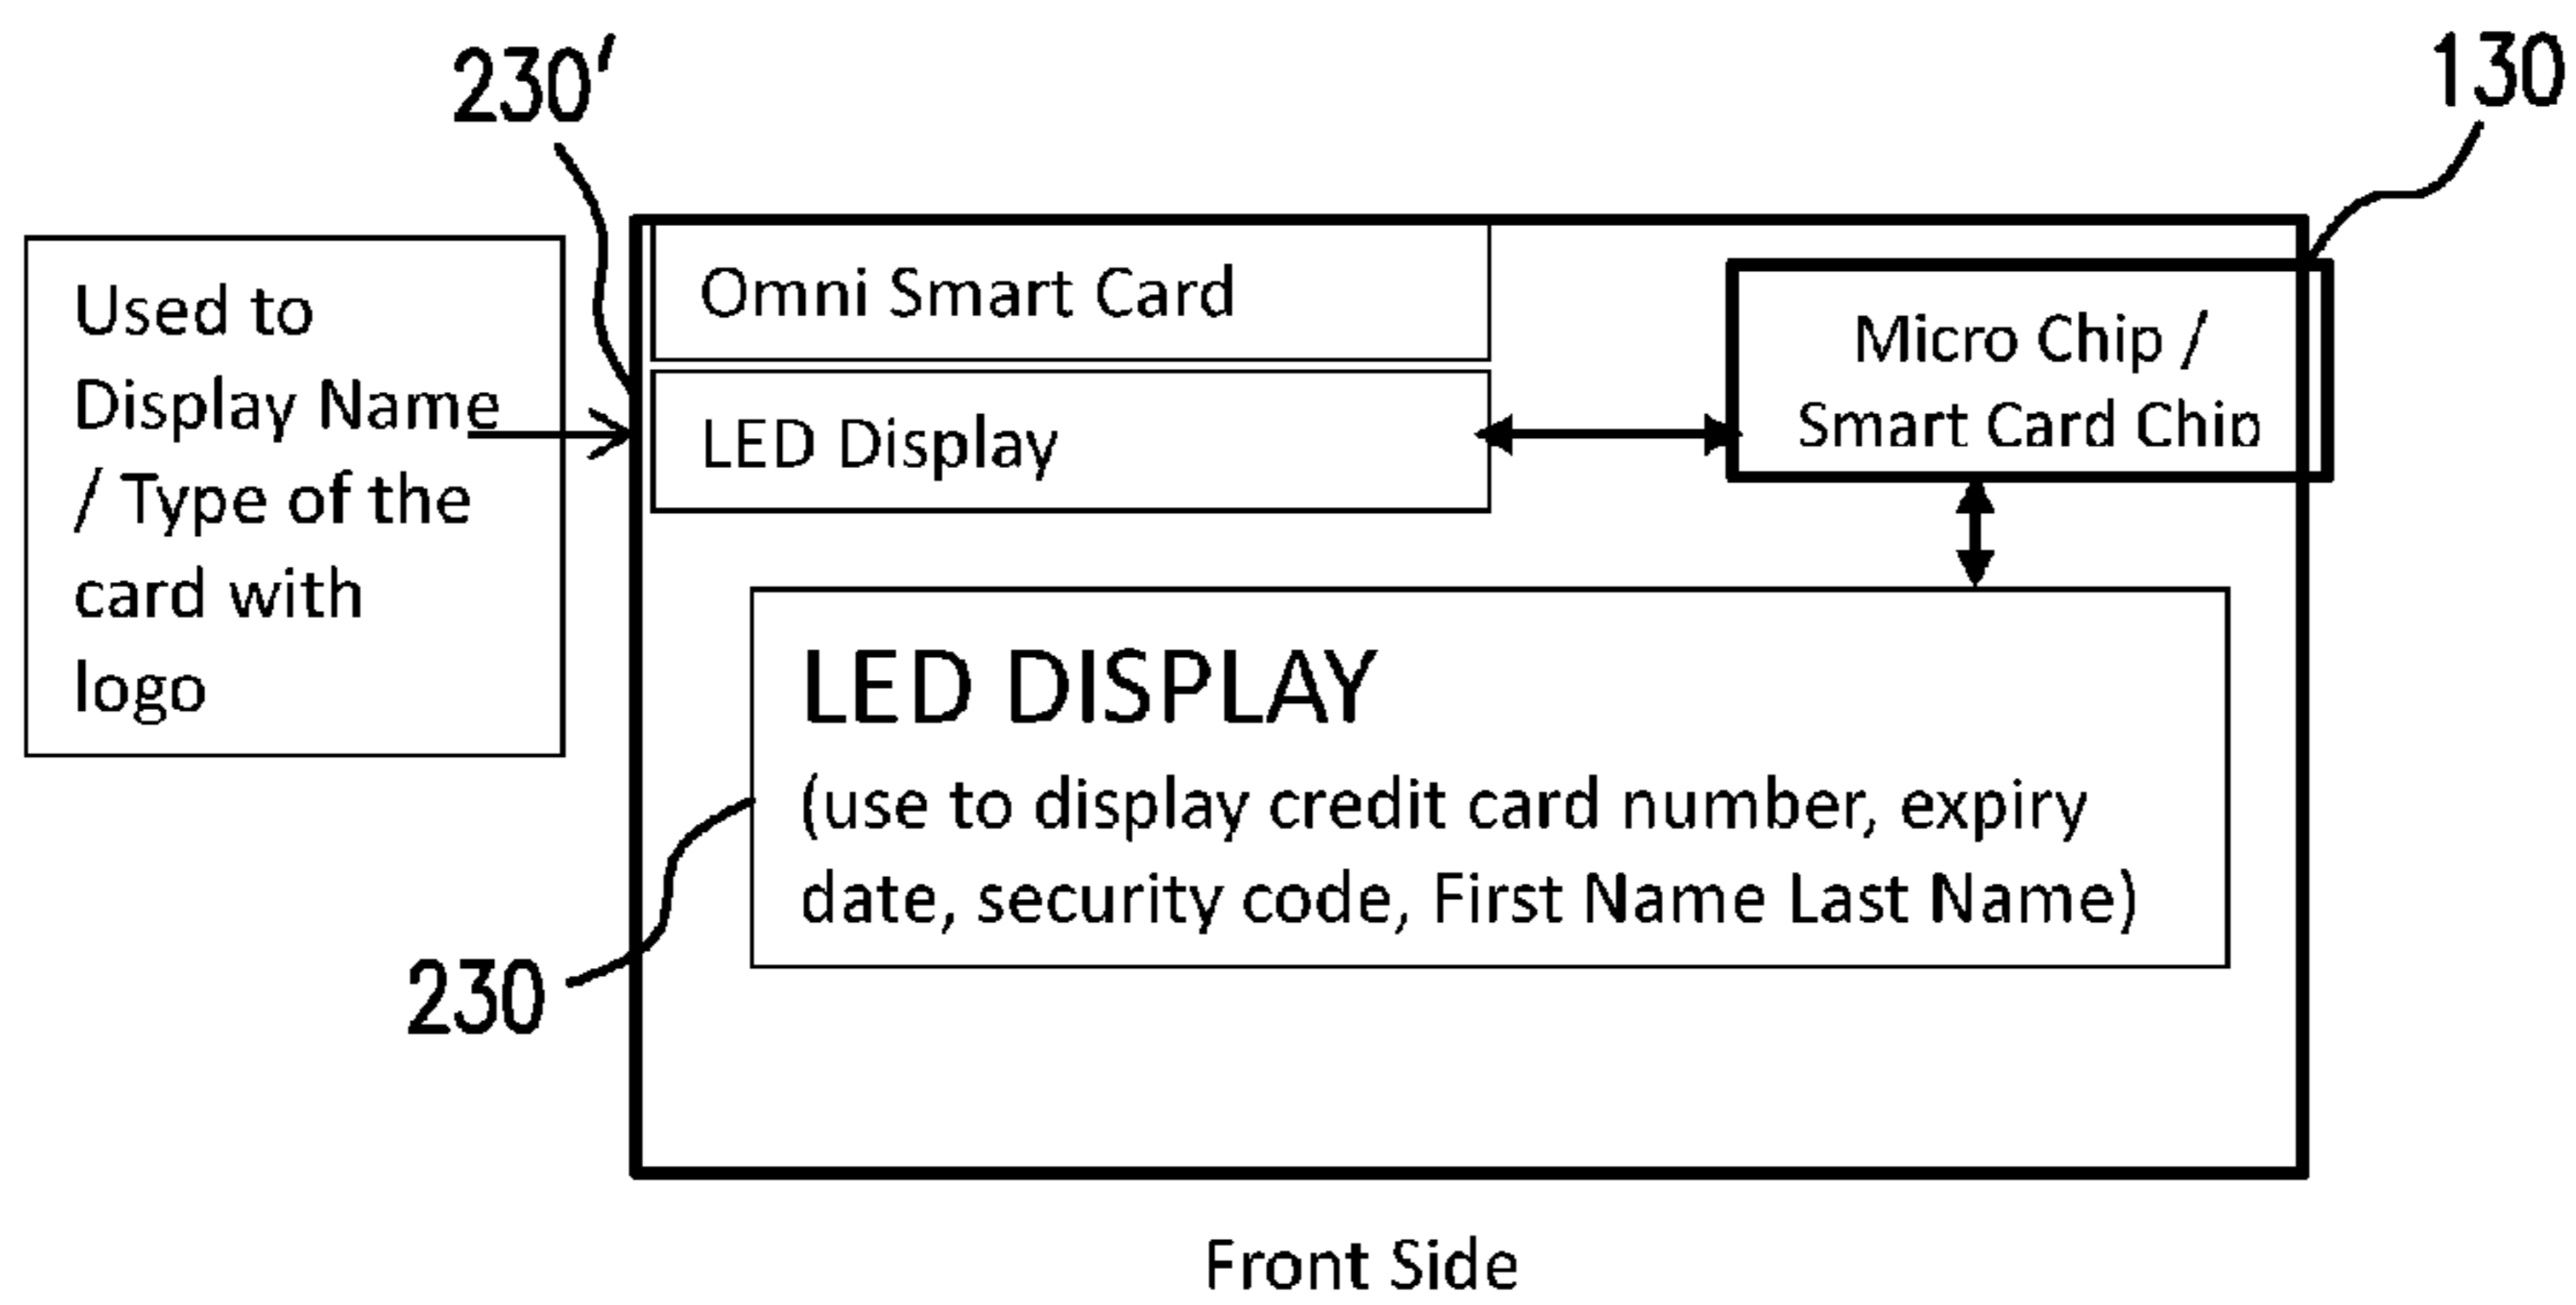 230'
130
Used to
Display Name
/ Type of the
card with
logo
Omni Smart Card
LED Display
Micro Chip /
Smart Card Chip
LED DISPLAY
(use to display credit card number, expiry
date, security code, First Name Last Name)
230
Front Side